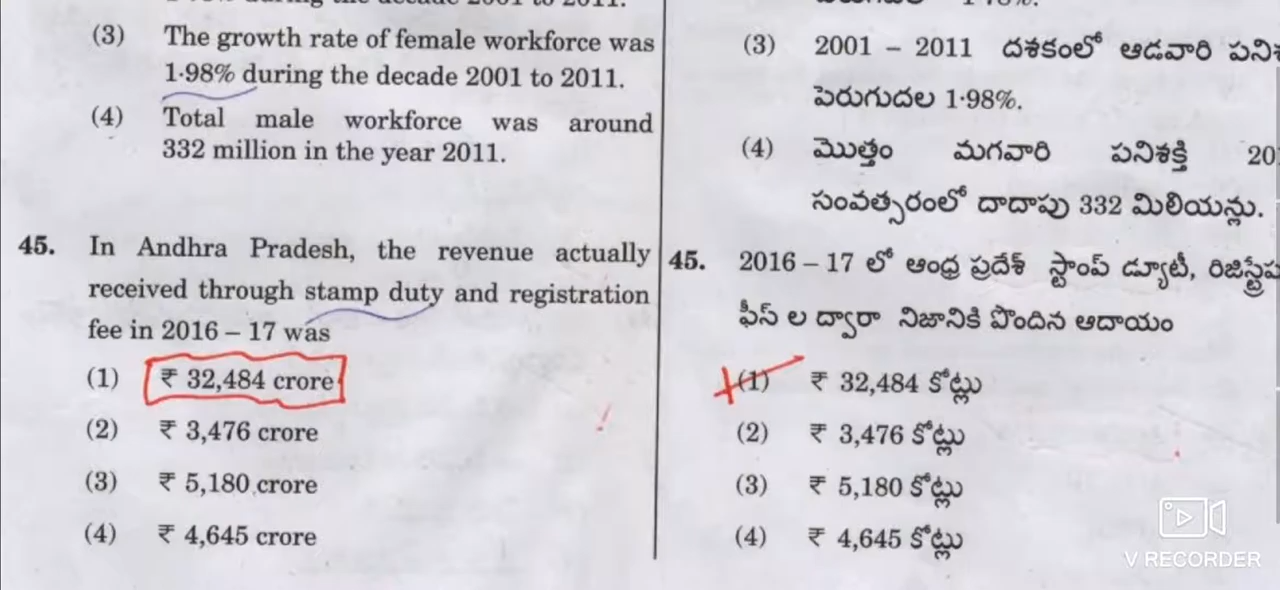 (3) The growth rate of female workforce was
1·98% during the decade 2001 to 2011.
(4) Total male workforce was around
332 million in the year 2011.
45. In Andhra Pradesh, the revenue actually
received through stamp duty and registration
fee in 2016 – 17 was
(1) ₹ 32,484 crore
(2) ₹ 3,476 crore
(3) ₹ 5,180 crore
(4) ₹ 4,645 crore
(3) 2001 – 2011 దశకంలో ఆడవారి
పెరుగుదల 1·98%.
(4) మొత్తం మగవారి పనిశక్తి
సంవత్సరంలో దాదాపు 332 మిలియన్లు.
45. 2016 – 17 లో ఆంధ్ర ప్రదేశ్ స్టాంప్ డ్యూటీ,
ఫీస్ ల ద్వారా నిజానికి పొందిన ఆదాయం
(1) ₹ 32,484 కోట్లు
(2) ₹ 3,476 కోట్లు
(3) ₹ 5,180 కోట్లు
(4) ₹ 4,645 కోట్లు
V RECORDER